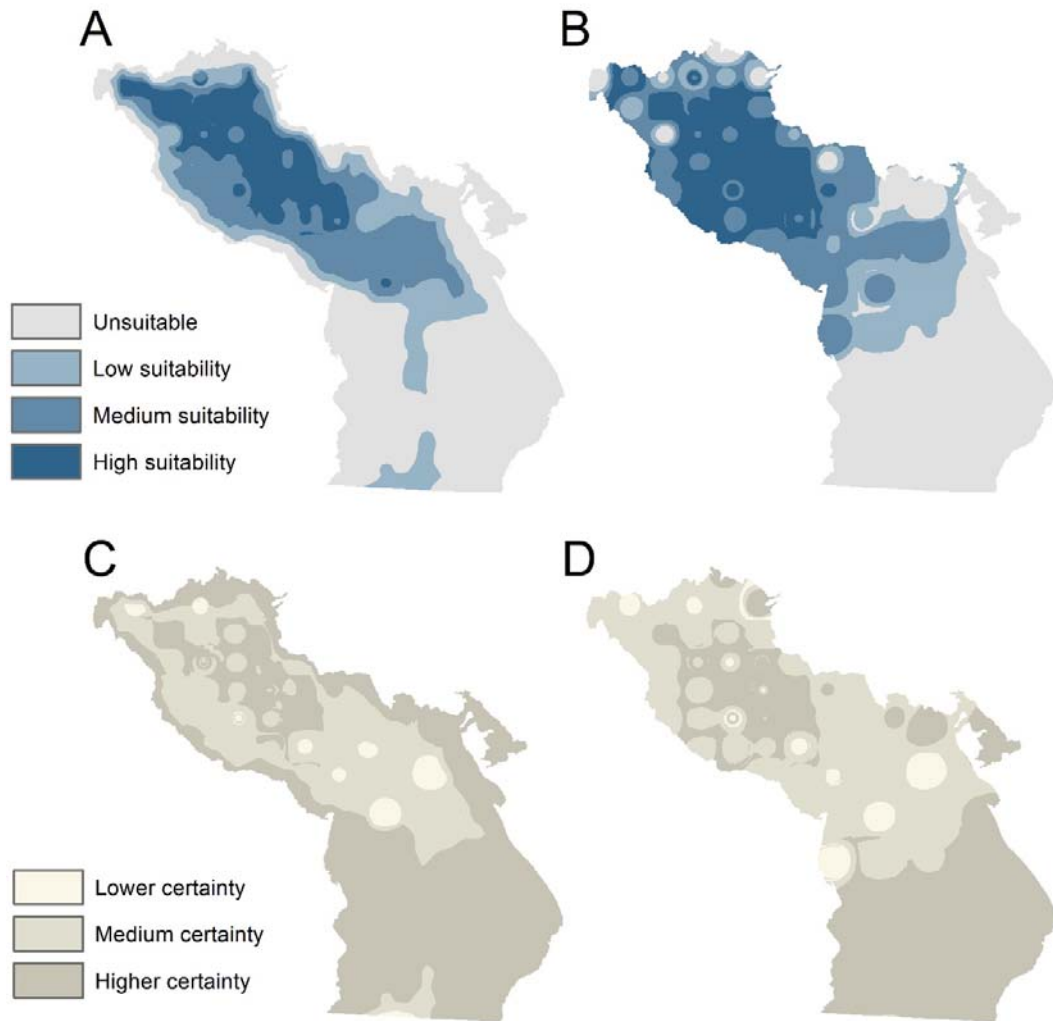 A
B
Unsuitable
Low suitability
Medium suitability
High suitability
C
D
Lower certainty
Medium certainty
Higher certainty